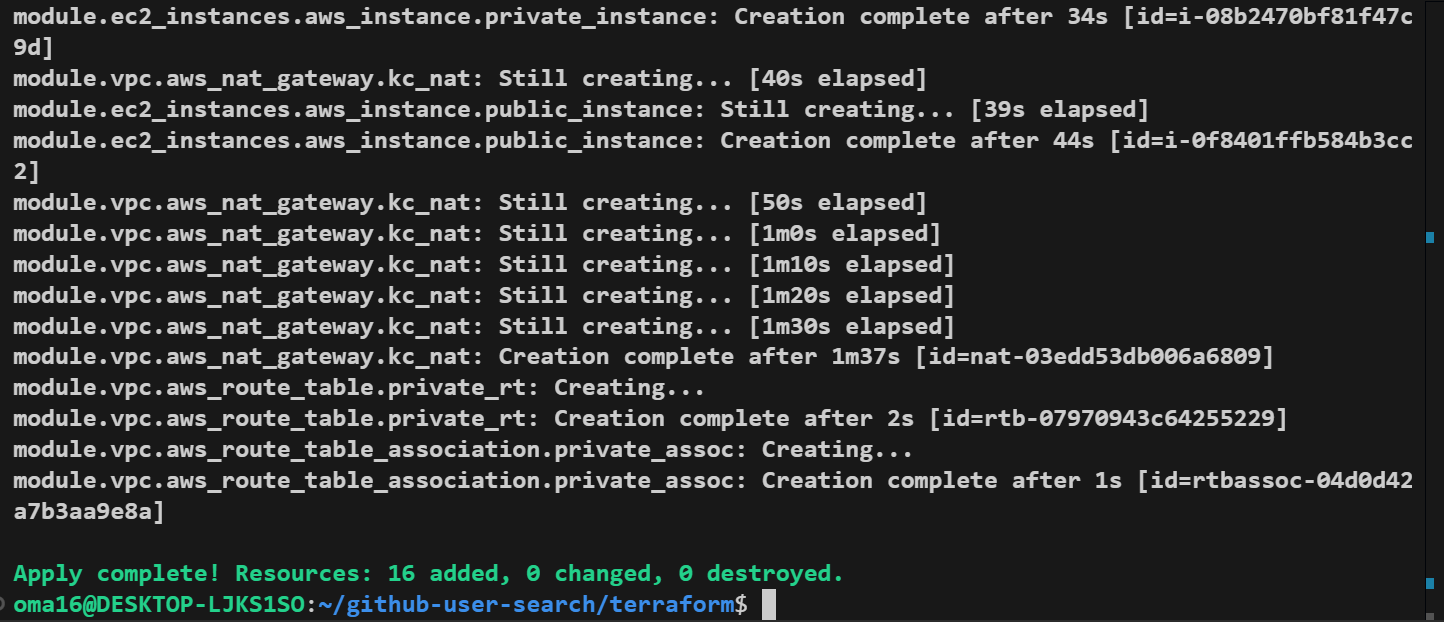 module.ec2_instances.aws_instance.private_instance: Creation complete after 34s [id=i-08b2470bf81f47c
9d]
module.vpc.aws_nat_gateway.kc_nat: Still creating... [40s elapsed]
module.ec2_instances.aws_instance.public_instance: Still creating... [39s elapsed]
module.ec2_instances.aws_instance.public_instance: Creation complete after 44s [id=i-0f8401ffb584b3cc
2]
module.vpc.aws_nat_gateway.kc_nat: Still creating... [50s elapsed]
module.vpc.aws_nat_gateway.kc_nat: Still creating... [1m0s elapsed]
module.vpc.aws_nat_gateway.kc_nat: Still creating... [1m10s elapsed]
module.vpc.aws_nat_gateway.kc_nat: Still creating... [1m20s elapsed]
module.vpc.aws_nat_gateway.kc_nat: Still creating... [1m30s elapsed]
module.vpc.aws_nat_gateway.kc_nat: Creation complete after 1m37s [id=nat-03edd53db006a6809]
module.vpc.aws_route_table.private_rt: Creating...
module.vpc.aws_route_table.private_rt: Creation complete after 2s [id=rtb-07970943c64255229]
module.vpc.aws_route_table_association.private_assoc: Creating...
module.vpc.aws_route_table_association.private_assoc: Creation complete after 1s [id=rtbassoc-04d0d42
a7b3aa9e8a]
Apply complete! Resources: 16 added, 0 changed, 0 destroyed.
oma16@DESKTOP-LJKS1SO:~/github-user-search/terraform$